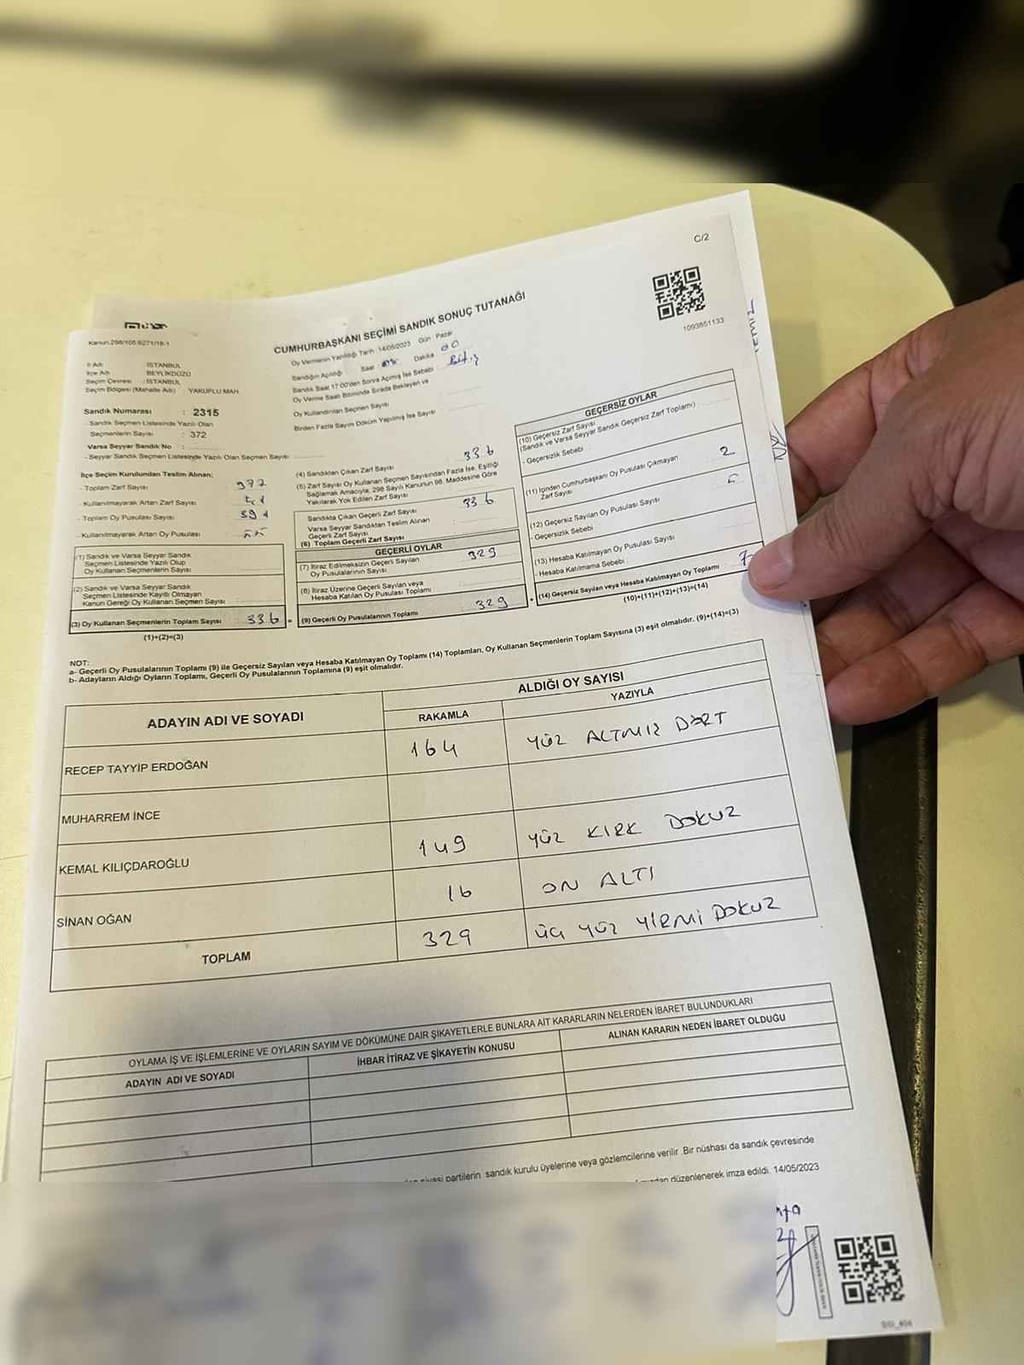 C/2
Kanun:298/105:6271/18-1
CUMHURBAŞKANI SEÇİMİ SANDIK SONUÇ TUTANAĞI
1093851133
Oy Vermenin Yapıldığı Tarih : 14/05/2023 Gün : Pazar
İl Adı : İSTANBUL
İlçe Adı : BEYLİKDÜZÜ
Seçim Çevresi : İSTANBUL
Seçim Bölgesi (Mahalle Adı) : YAKUPLU MAH
Sandık Numarası : 2315
- Sandık Seçmen Listesinde Yazılı Olan
Seçmenlerin Sayısı : 372
Varsa Seyyar Sandık No :
- Seyyar Sandık Seçmen Listesinde Yazılı Olan Seçmen Sayısı :
Sandığın Açıldığı Saat Dakika 00
Sandık Saat 17:00'den Sonra Açılmış İse Sebebi
Oy Verme Saati Bitiminde Sırada Bekleyen ve
Oy Kullandırılan Seçmen Sayısı
Birden Fazla Sayım Döküm Yapılmış İse Sayısı
İlçe Seçim Kurulundan Teslim Alınan;
- Toplam Zarf Sayısı
- Kullanılmayarak Artan Zarf Sayısı
- Toplam Oy Pusulası Sayısı
- Kullanılmayarak Artan Oy Pusulası
(1) Sandık ve Varsa Seyyar Sandık
Seçmen Listesinde Yazılı Olup
Oy Kullanan Seçmenlerin Sayısı
(2) Sandık ve Varsa Seyyar Sandık
Seçmen Listesinde Kayıtlı Olmayan
Kanun Gereği Oy Kullanan Seçmen Sayısı
(3) Oy Kullanan Seçmenlerin Toplam Sayısı 336
(1)+(2)=(3)
(4) Sandıktan Çıkan Zarf Sayısı 336
(5) Zarf Sayısı Oy Kullanan Seçmen Sayısından Fazla İse, Eşitliği
Sağlamak Amacıyla, 298 Sayılı Kanunun 98. Maddesine Göre
Yakılarak Yok Edilen Zarf Sayısı
Sandıkta Çıkan Geçerli Zarf Sayısı 336
Varsa Seyyar Sandıktan Teslim Alınan
Geçerli Zarf Sayısı
(6) Toplam Geçerli Zarf Sayısı
GEÇERLİ OYLAR
(7) İtiraz Edilmeksizin Geçerli Sayılan
Oy Pusulalarının Sayısı 329
(8) İtiraz Üzerine Geçerli Sayılan veya
Hesaba Katılan Oy Pusulası Toplamı
(9) Geçerli Oy Pusulalarının Toplamı 329
GEÇERSİZ OYLAR
(10) Geçersiz Zarf Sayısı
(Sandık ve Varsa Seyyar Sandık Geçersiz Zarf Toplamı)
- Geçersizlik Sebebi
(11) İçinden Cumhurbaşkanı Oy Pusulası Çıkmayan
Zarf Sayısı 2
(12) Geçersiz Sayılan Oy Pusulası Sayısı
- Geçersizlik Sebebi
(13) Hesaba Katılmayan Oy Pusulası Sayısı
- Hesaba Katılmama Sebebi
(14) Geçersiz Sayılan veya Hesaba Katılmayan Oy Toplamı 7
(10)+(11)+(12)+(13)=(14)
NOT:
a- Geçerli Oy Pusulalarının Toplamı (9) ile Geçersiz Sayılan veya Hesaba Katılmayan Oy Toplamı (14) Toplamları, Oy Kullanan Seçmenlerin Toplam Sayısına (3) eşit olmalıdır. (9)+(14)=(3)
b- Adayların Aldığı Oyların Toplamı, Geçerli Oy Pusulalarının Toplamına (9) eşit olmalıdır.
ADAYIN ADI VE SOYADI
ALDIĞI OY SAYISI
RAKAMLA YAZIYLA
RECEP TAYYİP ERDOĞAN 164 YÜZ ALTMIŞ DÖRT
MUHARREM İNCE
KEMAL KILIÇDAROĞLU 149 YÜZ KIRK DOKUZ
SİNAN OĞAN 16 ON ALTI
TOPLAM 329 ÜÇ YÜZ YİRMİ DOKUZ
OYLAMA İŞ VE İŞLEMLERİNE VE OYLARIN SAYIM VE DÖKÜMÜNE DAİR ŞİKAYETLERLE BUNLARA AİT KARARLARIN NELERDEN İBARET BULUNDUKLARI
ADAYIN ADI VE SOYADI İHBAR İTİRAZ VE ŞİKAYETİN KONUSU ALINAN KARARIN NEDEN İBARET OLDUĞU
siyasi partilerin sandık kurulu üyelerine veya gözlemcilerine verilir. Bir nüshası da sandık çevresinde
düzenlenerek imza edildi. 14/05/2023